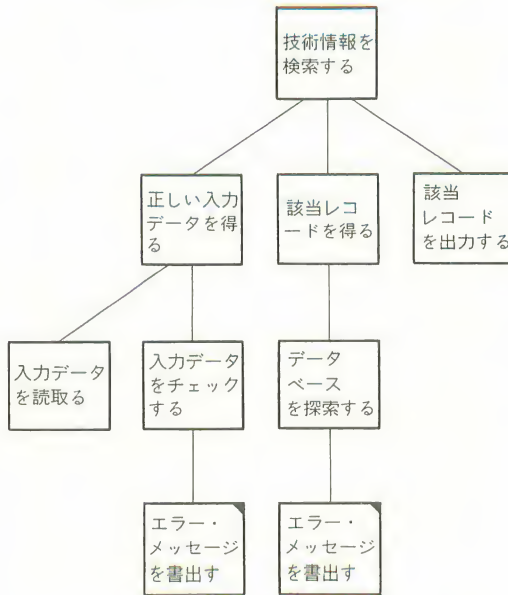 技術情報を
検索する
正しい入力
データを得
る
該当レコ
ードを得る
該当
レコード
を出力する
入力データ
を読取る
入力データ
をチェック
する
データ
ベース
を探索する
エラー・
メッセージ
を書出す
エラー・
メッセージ
を書出す